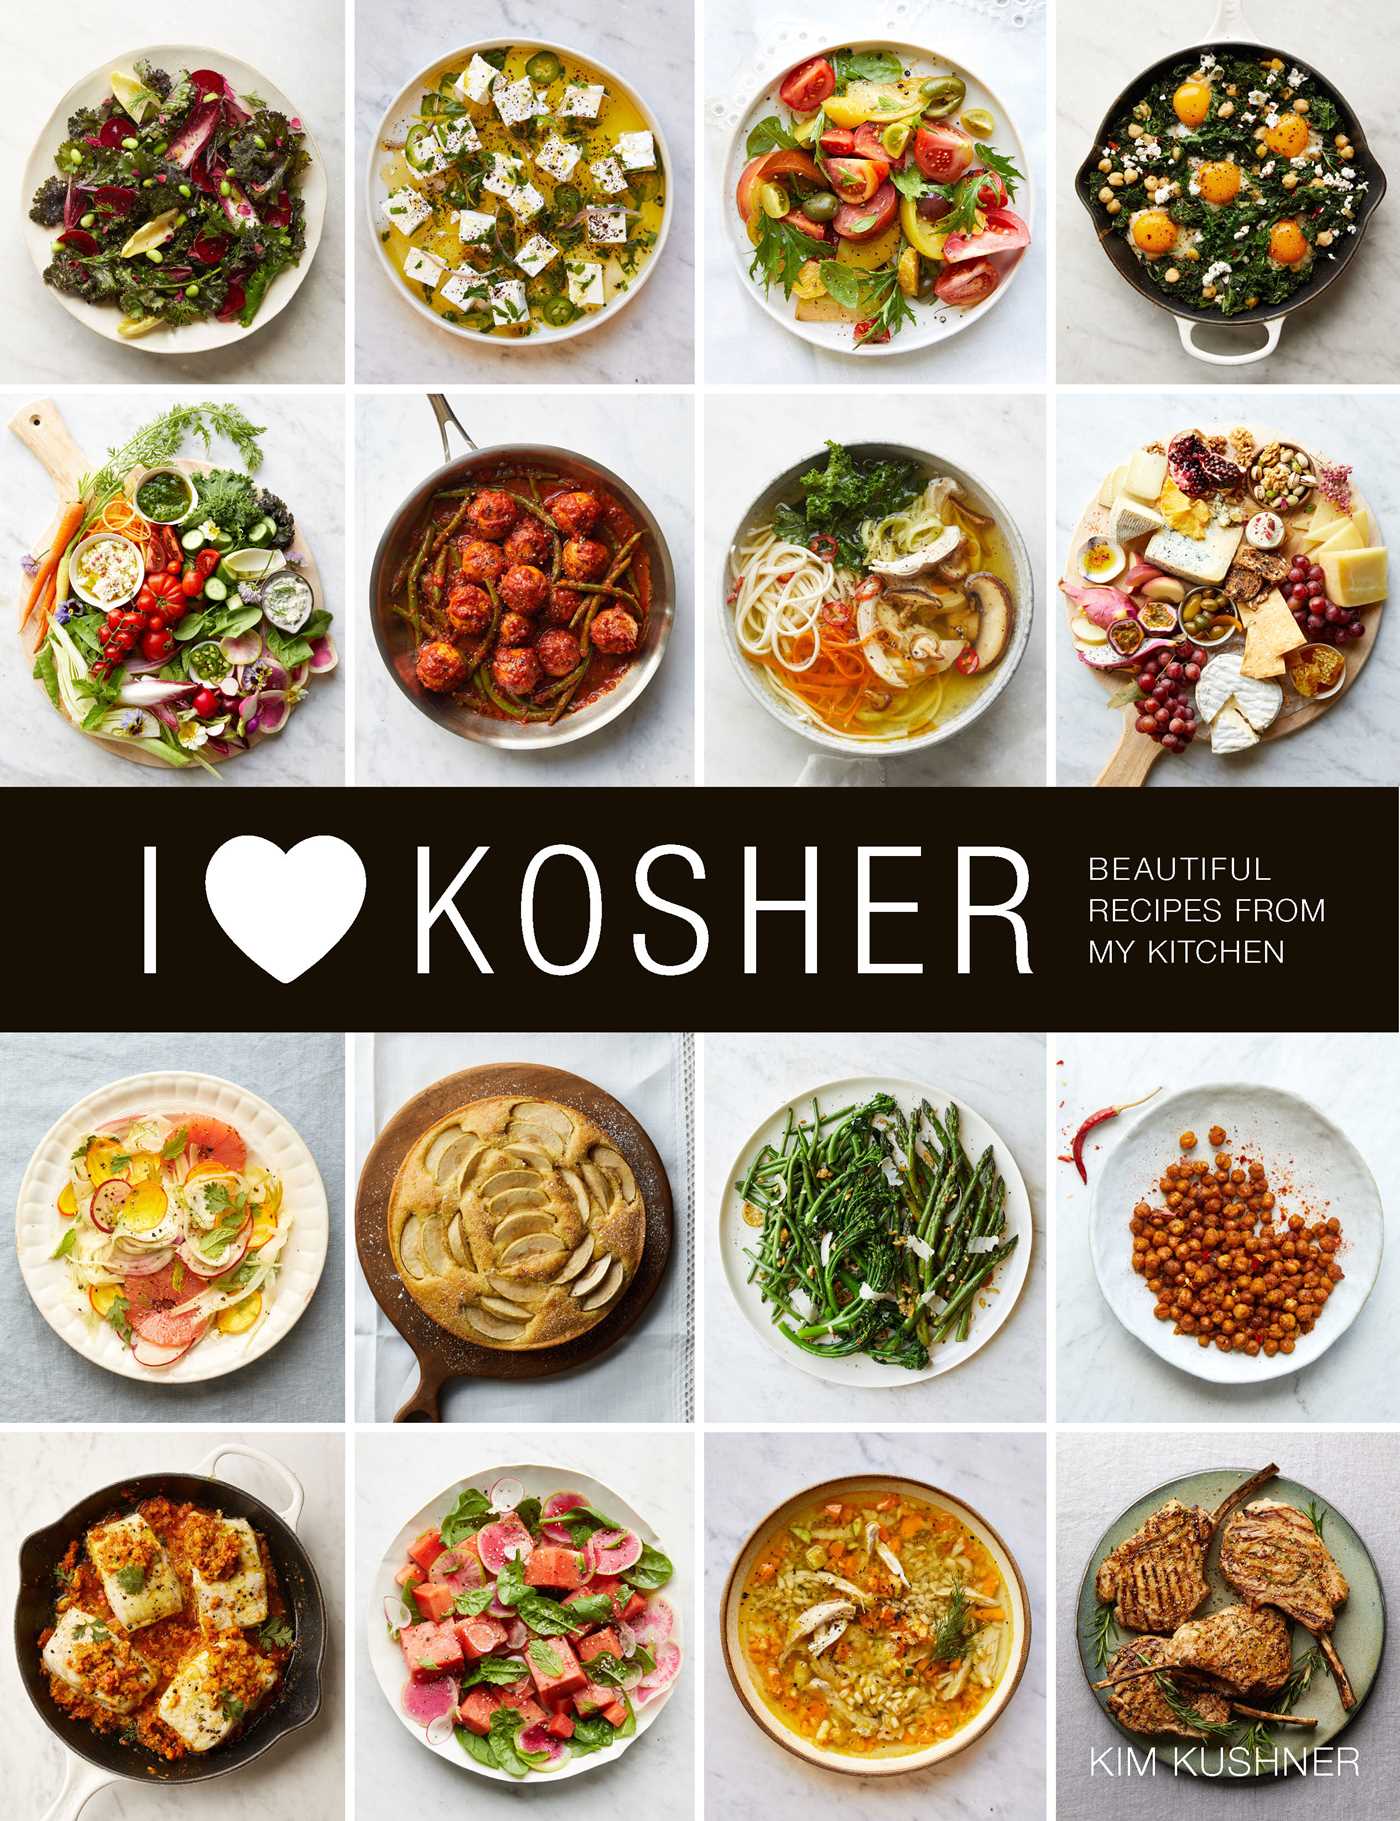 I ♥ KOSHER
BEAUTIFUL
RECIPES FROM
MY KITCHEN
KIM KUSHNER